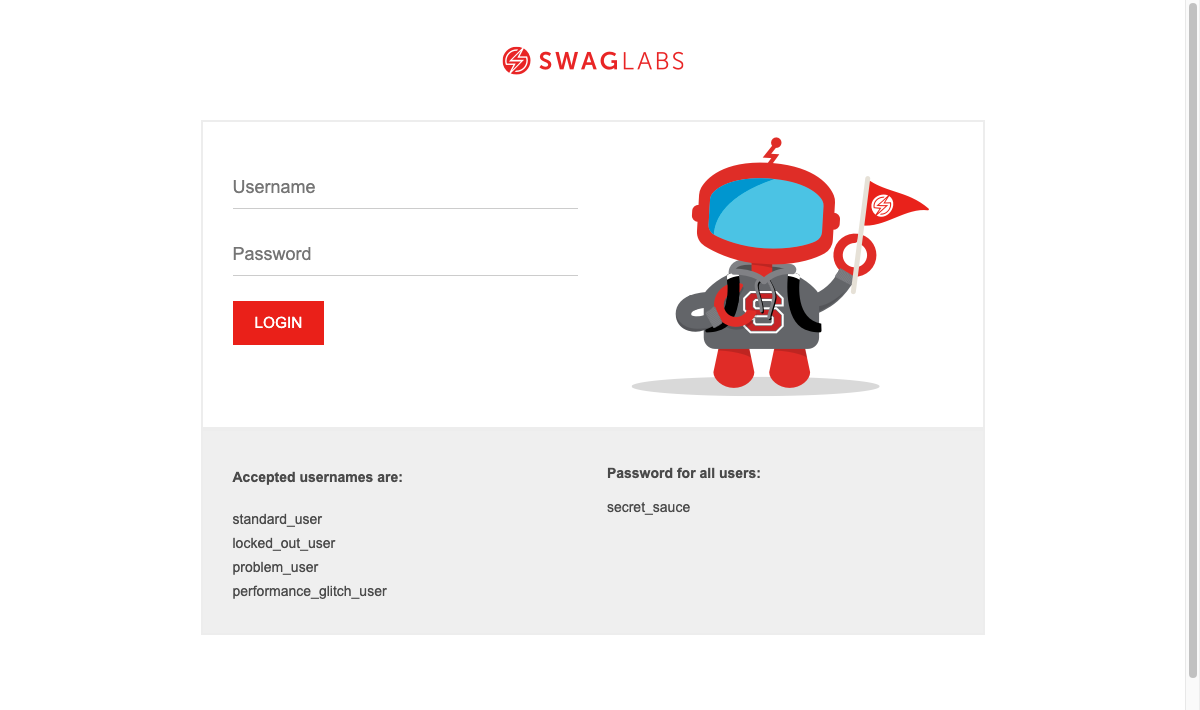 SWAGLABS
Username
Password
LOGIN
Accepted usernames are:
standard_user
locked_out_user
problem_user
performance_glitch_user
Password for all users:
secret_sauce